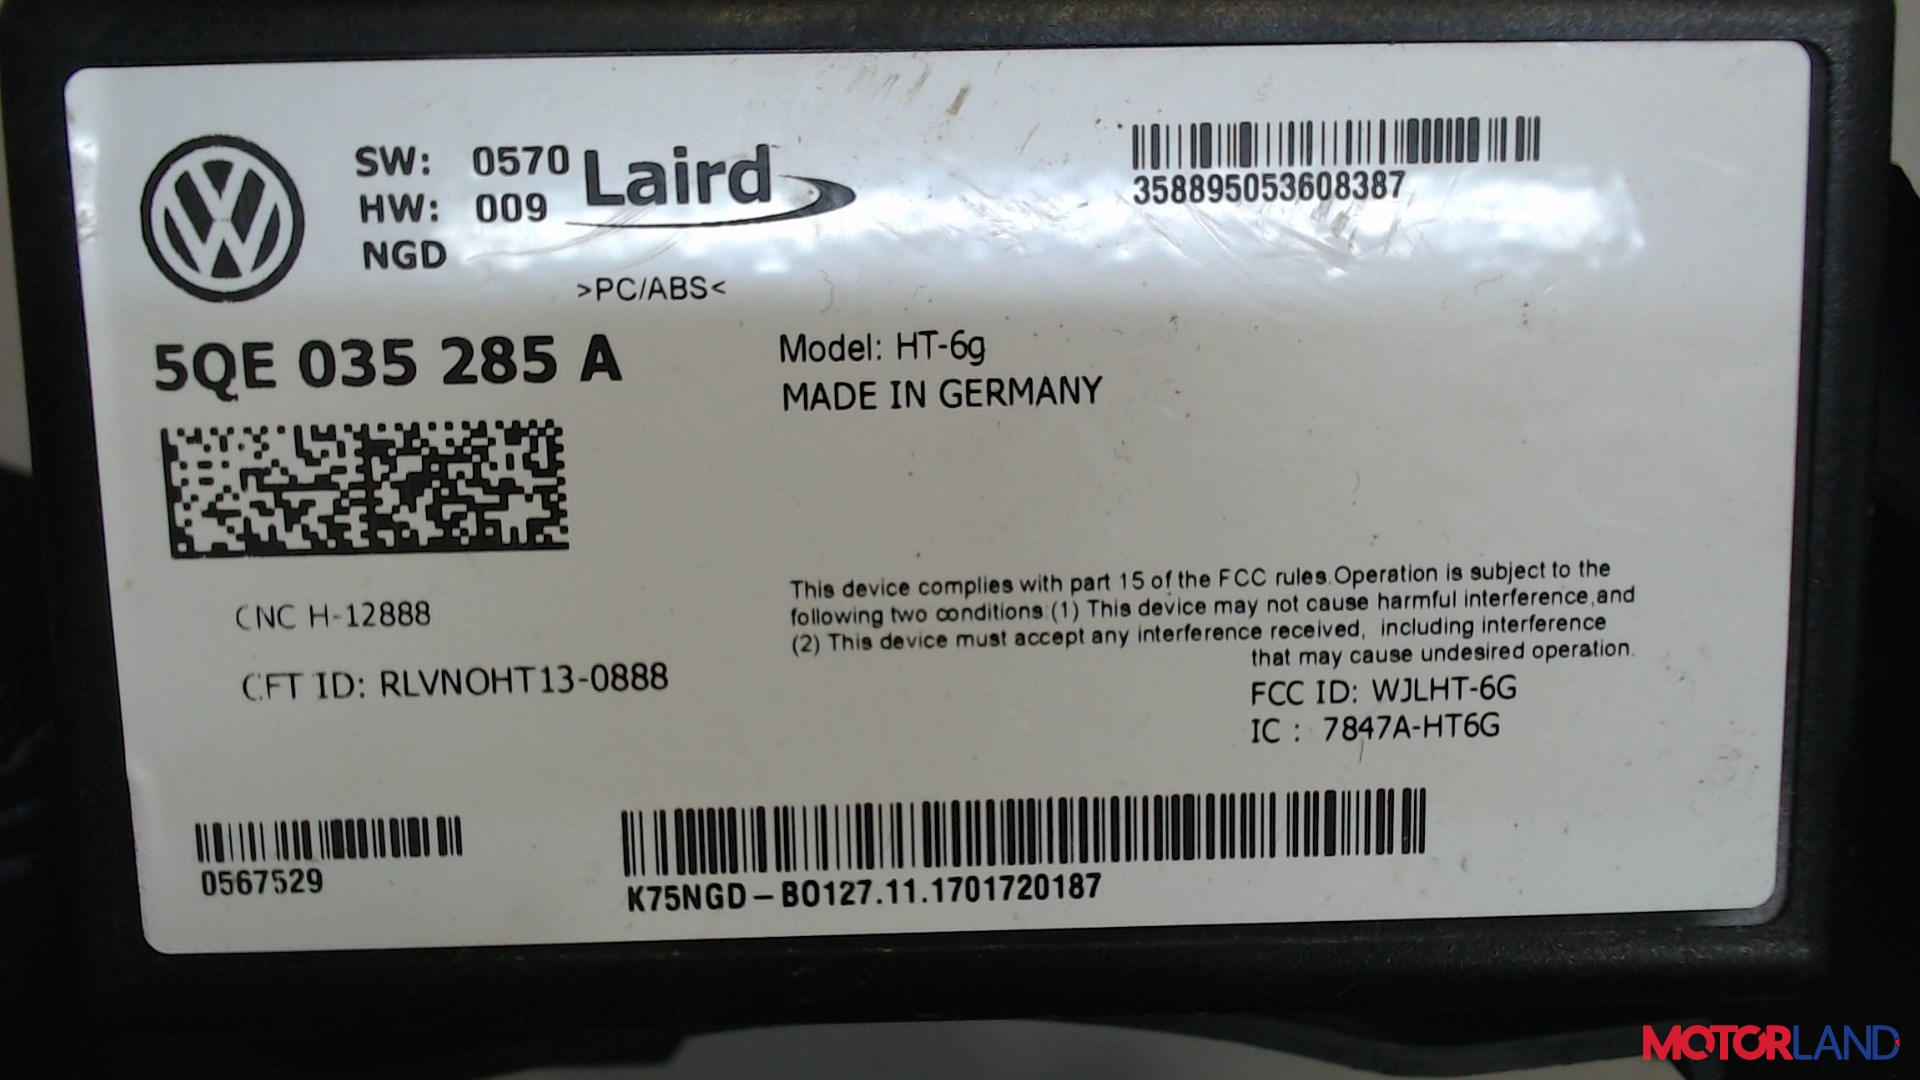 SW: 0570
HW: 009
NGD
Laird
>PC/ABS<
358895053608387
5QE 035 285 A
Model: HT-6g
MADE IN GERMANY
CNC H-12888
CFT ID: RLVNOHT13-0888
This device complies with part 15 of the FCC rules.Operation is subject to the
following two conditions:(1) This device may not cause harmful interference,and
(2) This device must accept any interference received, including interference
that may cause undesired operation.
FCC ID: WJLHT-6G
IC : 7847A-HT6G
0567529
K75NGD-BO127.11.1701720187
MOTORLAND